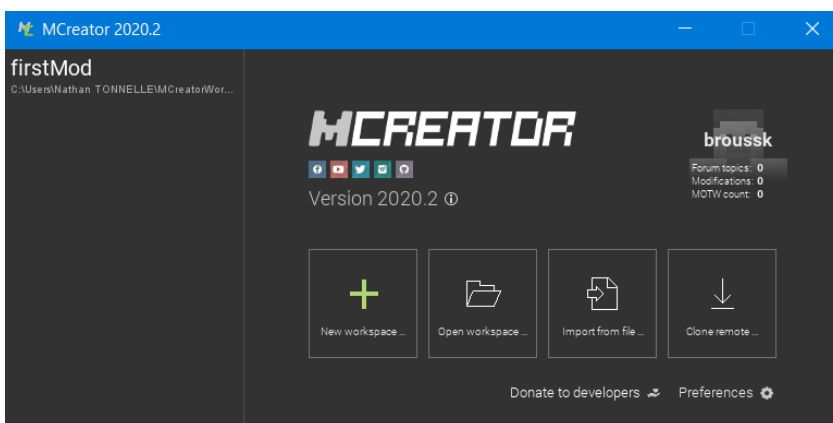 MCreator 2020.2
firstMod
C:\Users\Nathan TONNELLE\MCreatorWor...
MCREATOR
broussk
Forum topics: 0
Modifications: 0
MOTW count: 0
Version 2020.2
New workspace ...
Open workspace ...
Import from file ...
Clone remote ...
Donate to developers
Preferences